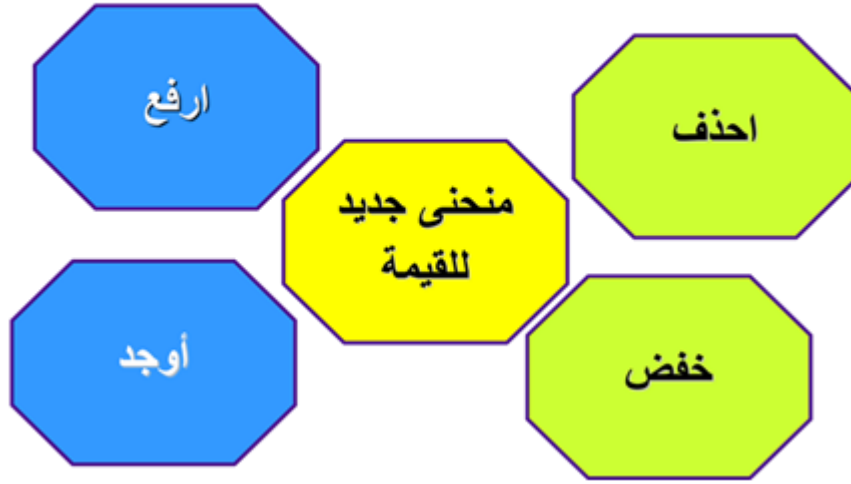 احذف
ارفع
منحنى جديد
للقيمة
خفض
أوجد